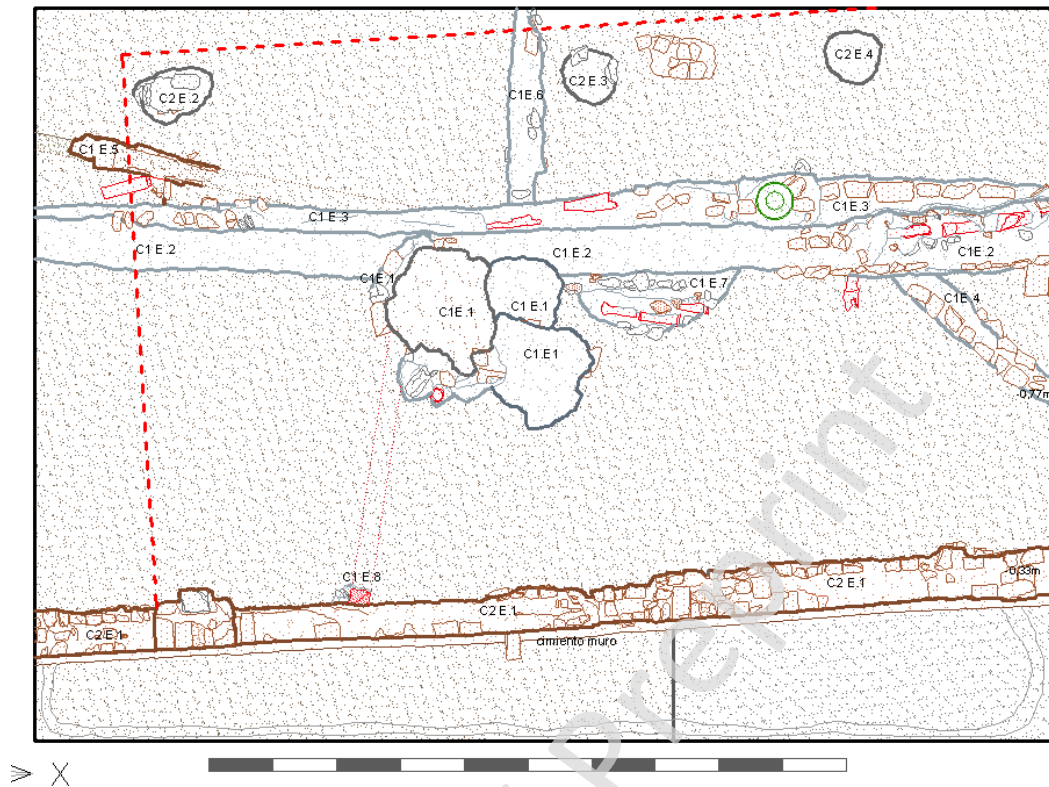 C2 E.4
C2 E.3
C2 E.2
C1E.6
C1 E.5
C1 E.3
C1E.3
C1 E.2
C1 E.2
C1E.2
C1E.1
C1 E.7
C1E 4
C1E .1
C1 E.1
C1.E1
-0,77m
Preprint
-0,33m
C1 E.8
C2 E.1
C2 E.1
C2 E.1
cimiento muro